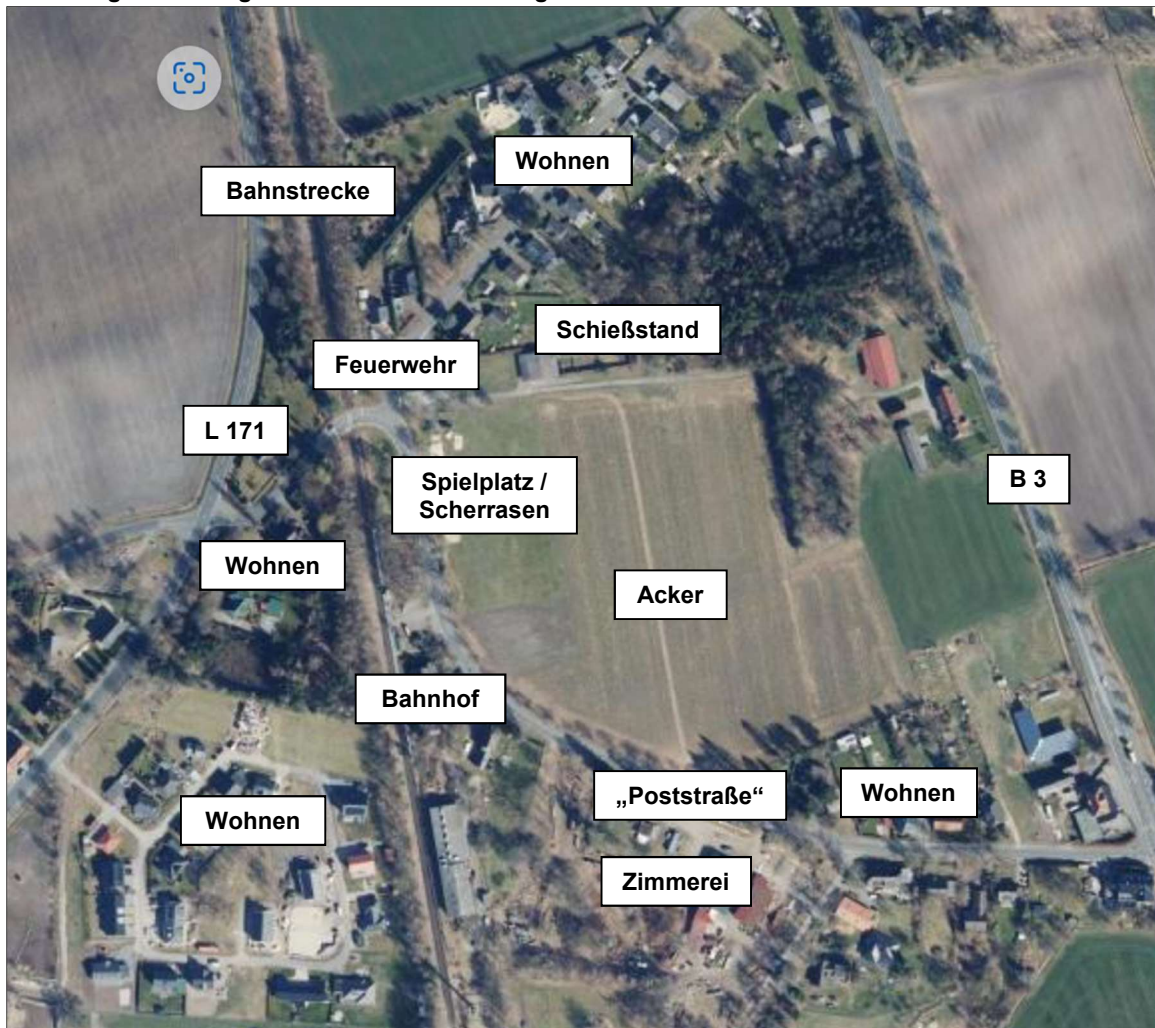 Wohnen
Bahnstrecke
Schießstand
Feuerwehr
L 171
Spielplatz /
Scherrasen
B 3
Wohnen
Acker
Bahnhof
„Poststraße“
Wohnen
Wohnen
Zimmerei